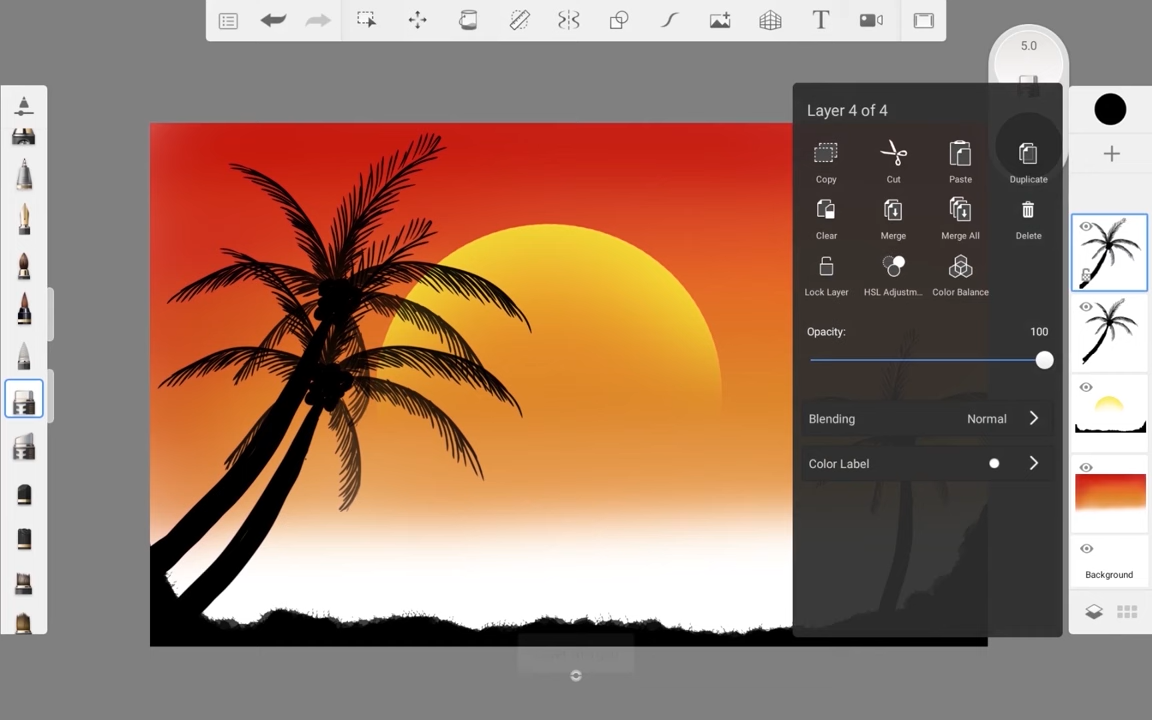 5.0
Layer 4 of 4
Copy
Cut
Paste
Duplicate
Clear
Merge
Merge All
Delete
Lock Layer
HSL Adjustm...
Color Balance
Opacity:
100
Blending
Normal
Color Label
Background